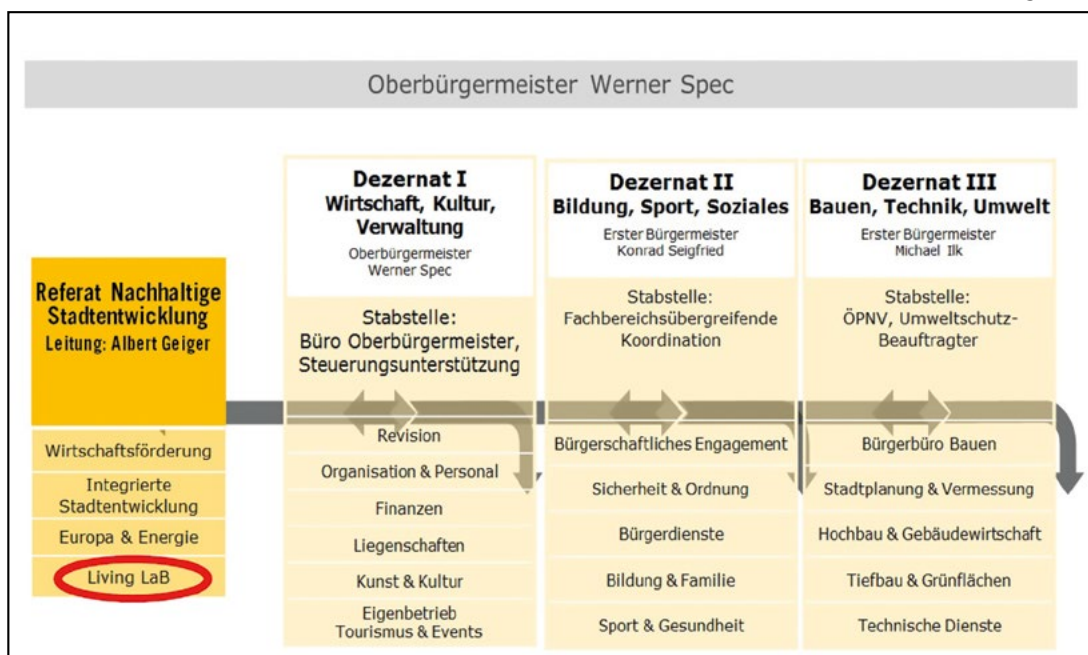 Oberbürgermeister Werner Spec
Referat Nachhaltige
Stadtentwicklung
Leitung: Albert Geiger
Wirtschaftsförderung
Integrierte
Stadtentwicklung
Europa & Energie
Living LaB
Dezernat I
Wirtschaft, Kultur,
Verwaltung
Oberbürgermeister
Werner Spec
Stabstelle:
Büro Oberbürgermeister,
Steuerungsunterstützung
Revision
Organisation & Personal
Finanzen
Liegenschaften
Kunst & Kultur
Eigenbetrieb
Tourismus & Events
Dezernat II
Bildung, Sport, Soziales
Erster Bürgermeister
Konrad Seigfried
Stabstelle:
Fachbereichsübergreifende
Koordination
Bürgerschaftliches Engagement
Sicherheit & Ordnung
Bürgerdienste
Bildung & Familie
Sport & Gesundheit
Dezernat III
Bauen, Technik, Umwelt
Erster Bürgermeister
Michael Ilk
Stabstelle:
ÖPNV, Umweltschutz-
Beauftragter
Bürgerbüro Bauen
Stadtplanung & Vermessung
Hochbau & Gebäudewirtschaft
Tiefbau & Grünflächen
Technische Dienste